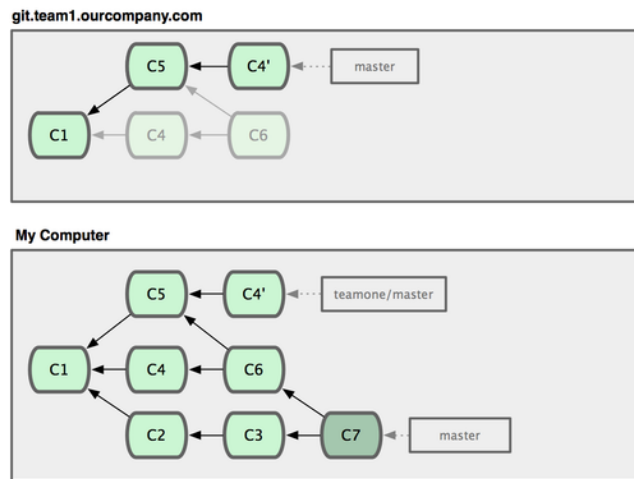 git.team1.ourcompany.com
C5 C4' master
C1 C4 C6
My Computer
C5 C4' teamone/master
C1 C4 C6
C2 C3 C7 master